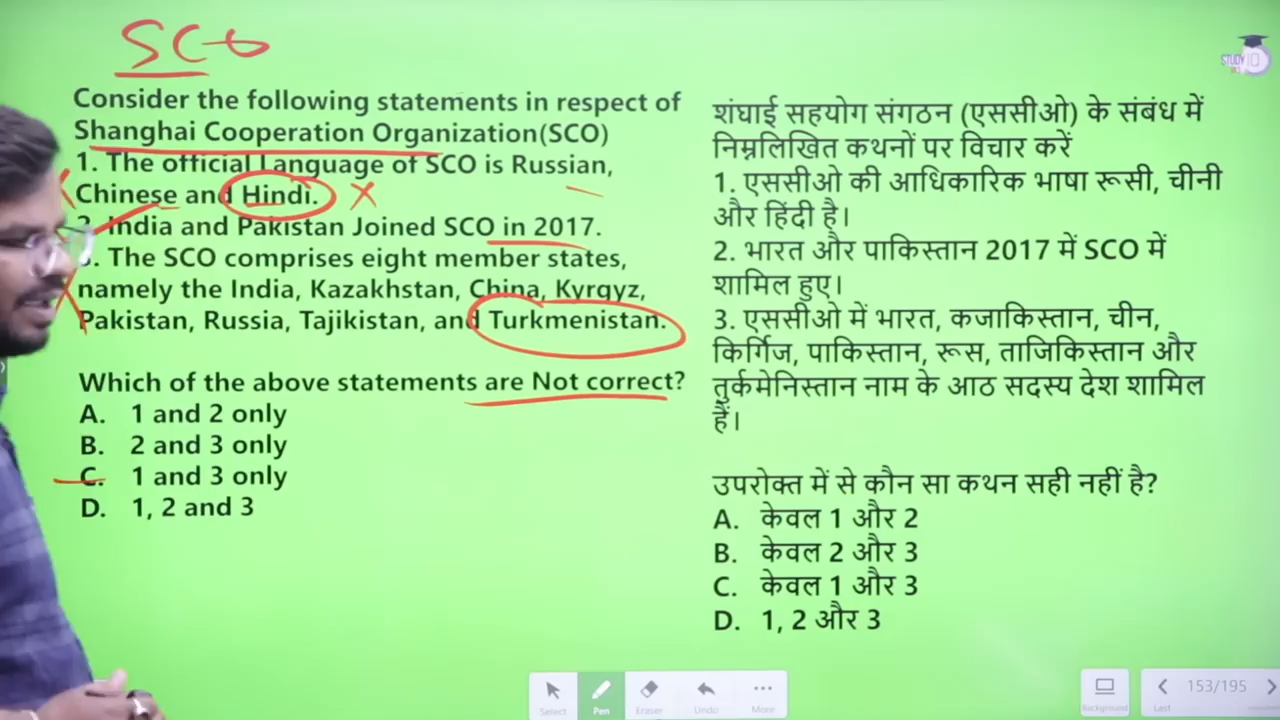 SCO
STUDY IQ
Consider the following statements in respect of
Shanghai Cooperation Organization(SCO)
1. The official Language of SCO is Russian,
Chinese and Hindi.
2. India and Pakistan Joined SCO in 2017.
3. The SCO comprises eight member states,
namely the India, Kazakhstan, China, Kyrgyz,
Pakistan, Russia, Tajikistan, and Turkmenistan.
Which of the above statements are Not correct?
A. 1 and 2 only
B. 2 and 3 only
C. 1 and 3 only
D. 1, 2 and 3
शंघाई सहयोग संगठन (एससीओ) के संबंध में
निम्नलिखित कथनों पर विचार करें
1. एससीओ की आधिकारिक भाषा रूसी, चीनी
और हिंदी है।
2. भारत और पाकिस्तान 2017 में SCO में
शामिल हुए।
3. एससीओ में भारत, कजाकिस्तान, चीन,
किर्गिज, पाकिस्तान, रूस, ताजिकिस्तान और
तुर्कमेनिस्तान नाम के आठ सदस्य देश शामिल
हैं।
उपरोक्त में से कौन सा कथन सही नहीं है?
A. केवल 1 और 2
B. केवल 2 और 3
C. केवल 1 और 3
D. 1, 2 और 3
Select Pen Eraser Undo More
Background
153/195
Last